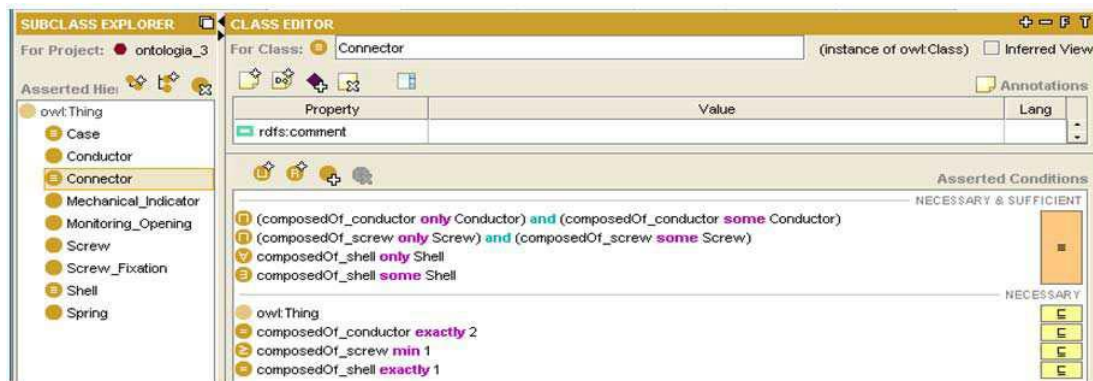 SUBCLASS EXPLORER
For Project: ontologia_3
Asserted Hie
owl:Thing
Case
Conductor
Connector
Mechanical_Indicator
Monitoring_Opening
Screw
Screw_Fixation
Shell
Spring
CLASS EDITOR
F T
For Class: Connector (instance of owl:Class) Inferred View
Annotations
Property Value Lang
rdfs:comment
Asserted Conditions
NECESSARY & SUFFICIENT
(composedOf_conductor only Conductor) and (composedOf_conductor some Conductor)
(composedOf_screw only Screw) and (composedOf_screw some Screw)
∀ composedOf_shell only Shell
∃ composedOf_shell some Shell
≡
NECESSARY
owl:Thing ⊑
= composedOf_conductor exactly 2 ⊑
≥ composedOf_screw min 1 ⊑
= composedOf_shell exactly 1 ⊑